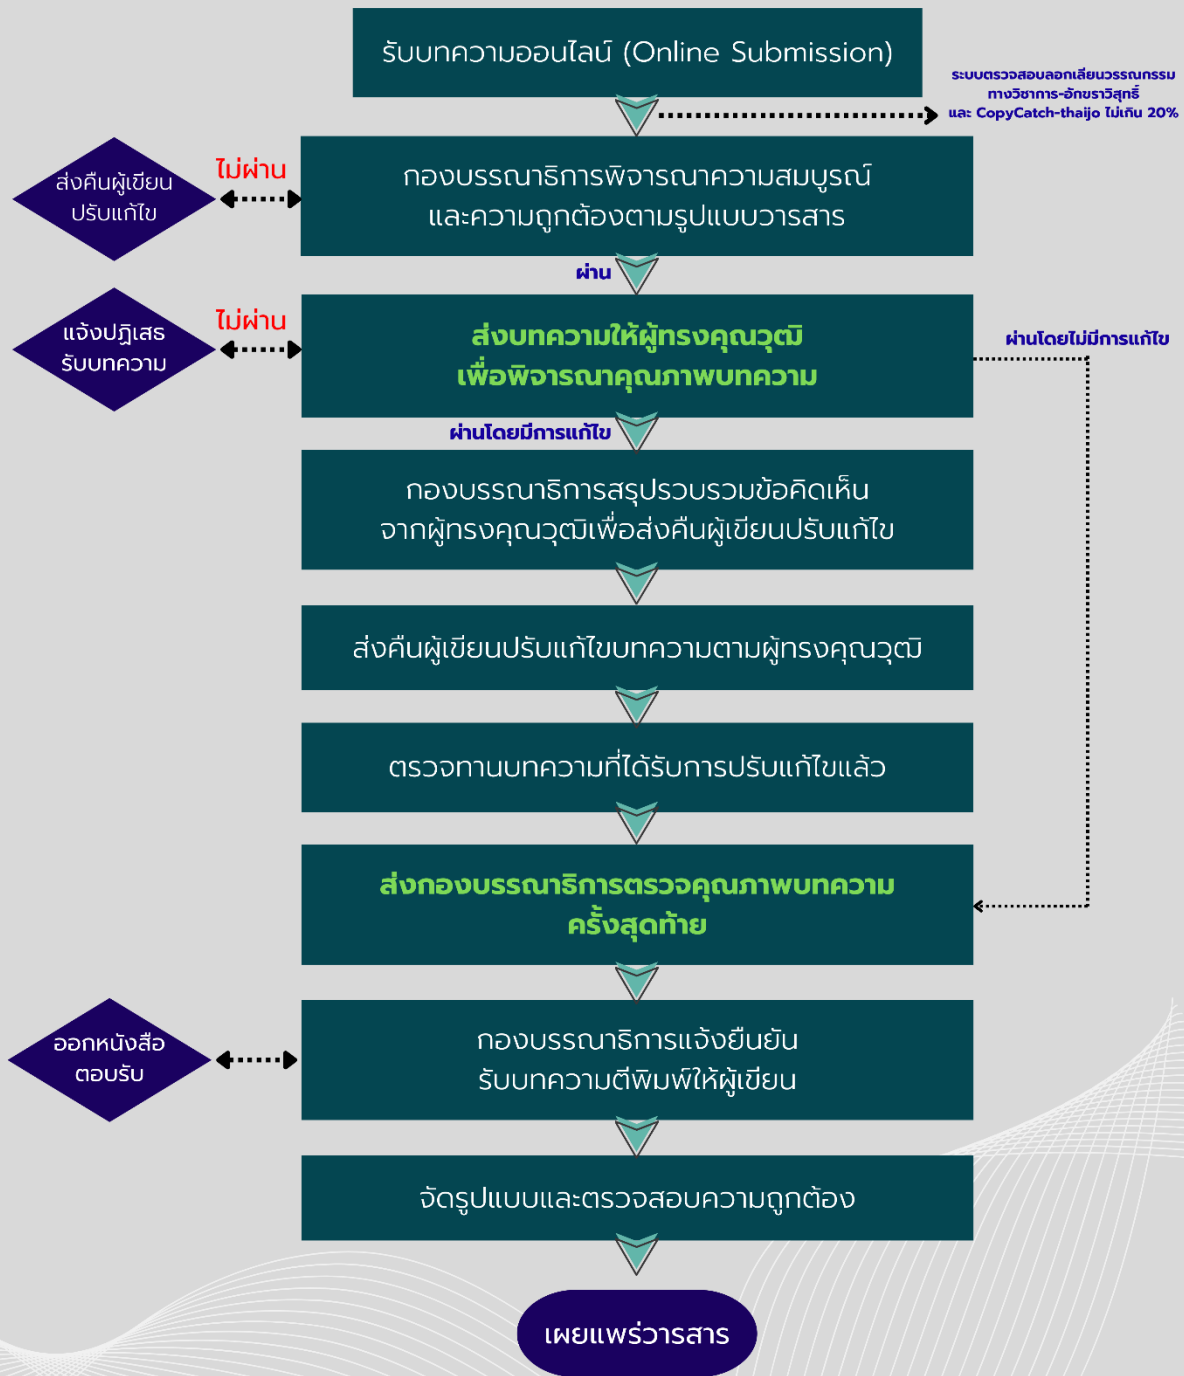 รับบทความออนไลน์ (Online Submission)
ระบบตรวจสอบลอกเลียนวรรณกรรม
ทางวิชาการ-อักขราวิสุทธิ์
และ CopyCatch-thaijo ไม่เกิน 20%
ส่งคืนผู้เขียน
ปรับแก้ไข
ไม่ผ่าน
กองบรรณาธิการพิจารณาความสมบูรณ์
และความถูกต้องตามรูปแบบวารสาร
ผ่าน
แจ้งปฏิเสธ
รับบทความ
ไม่ผ่าน
ส่งบทความให้ผู้ทรงคุณวุฒิ
เพื่อพิจารณาคุณภาพบทความ
ผ่านโดยไม่มีการแก้ไข
ผ่านโดยมีการแก้ไข
กองบรรณาธิการสรุปรวบรวมข้อคิดเห็น
จากผู้ทรงคุณวุฒิเพื่อส่งคืนผู้เขียนปรับแก้ไข
ส่งคืนผู้เขียนปรับแก้ไขบทความตามผู้ทรงคุณวุฒิ
ตรวจทานบทความที่ได้รับการปรับแก้ไขแล้ว
ส่งกองบรรณาธิการตรวจคุณภาพบทความ
ครั้งสุดท้าย
ออกหนังสือ
ตอบรับ
กองบรรณาธิการแจ้งยืนยัน
รับบทความตีพิมพ์ให้ผู้เขียน
จัดรูปแบบและตรวจสอบความถูกต้อง
เผยแพร่วารสาร